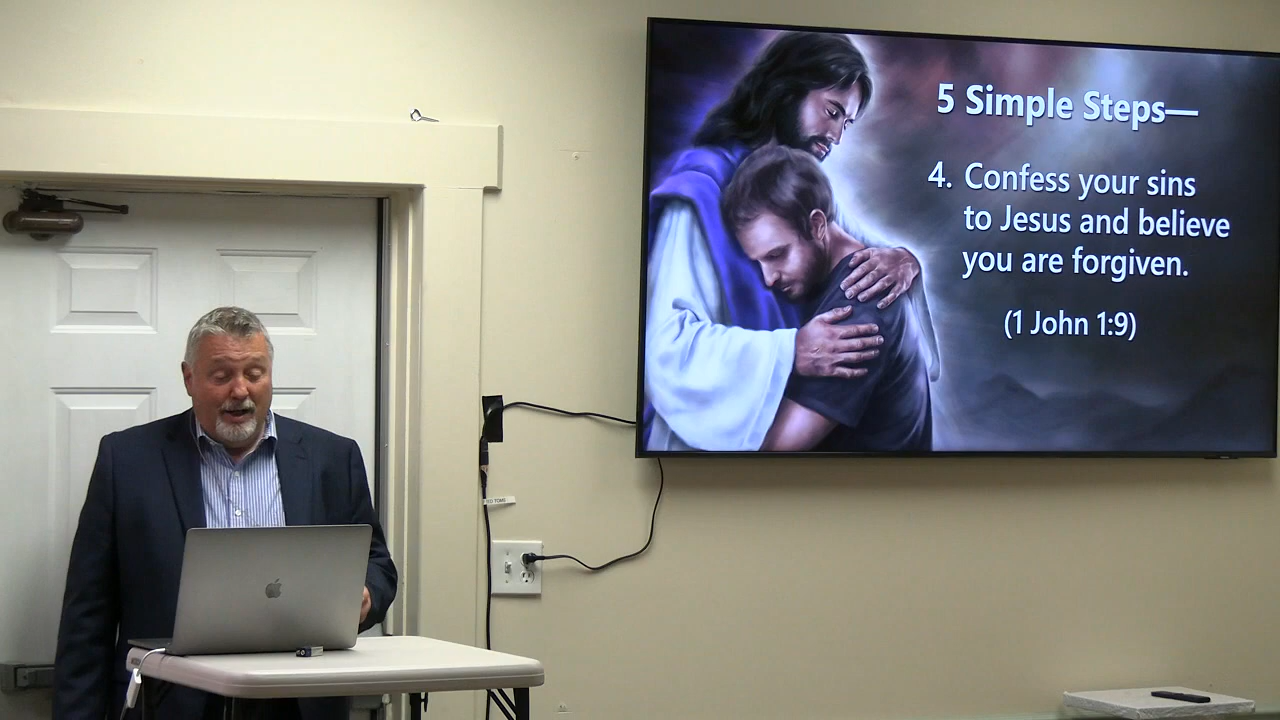 5 Simple Steps—
4. Confess your sins
to Jesus and believe
you are forgiven.
(1 John 1:9)